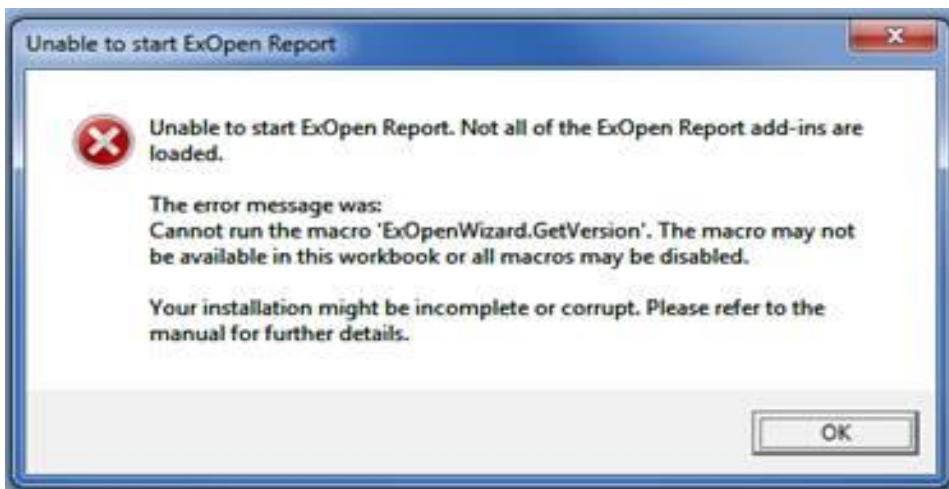 Unable to start ExOpen Report
Unable to start ExOpen Report. Not all of the ExOpen Report add-ins are
loaded.
The error message was:
Cannot run the macro 'ExOpenWizard.GetVersion'. The macro may not
be available in this workbook or all macros may be disabled.
Your installation might be incomplete or corrupt. Please refer to the
manual for further details.
OK